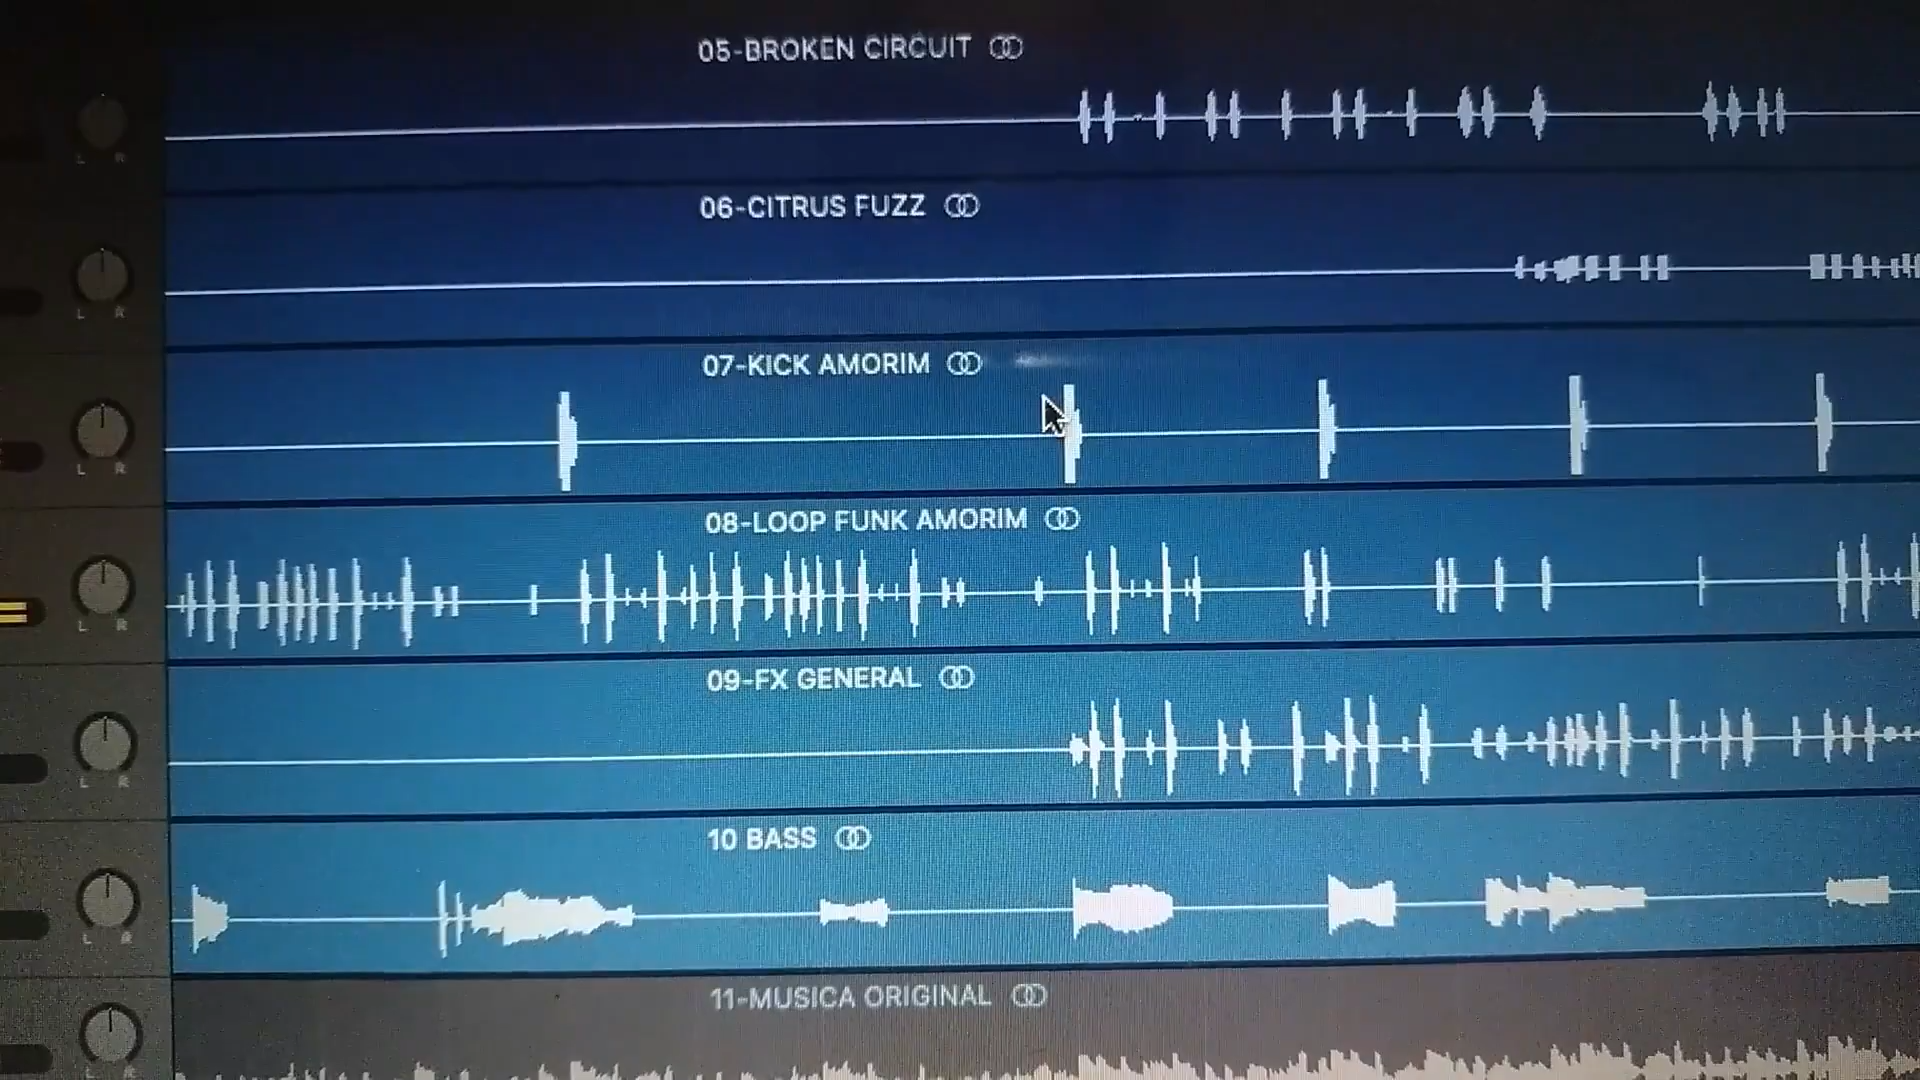 05-BROKEN CIRCUIT
L R
06-CITRUS FUZZ
L R
07-KICK AMORIM
L R
08-LOOP FUNK AMORIM
L R
09-FX GENERAL
L R
10 BASS
L R
11-MUSICA ORIGINAL
L R